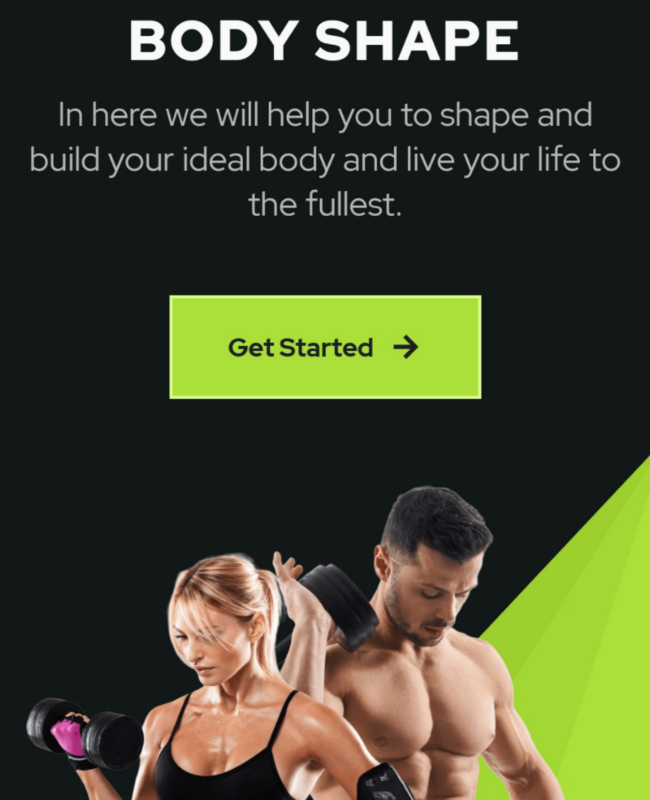 BODY SHAPE
In here we will help you to shape and
build your ideal body and live your life to
the fullest.
Get Started →